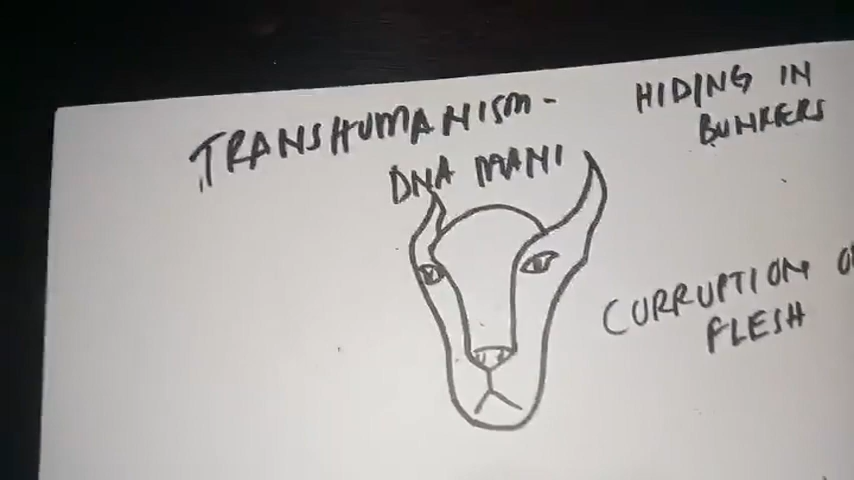 TRANSHUMANISM-
DNA MANI
HIDING IN
BUNKERS
CURRUPTION O
FLESH